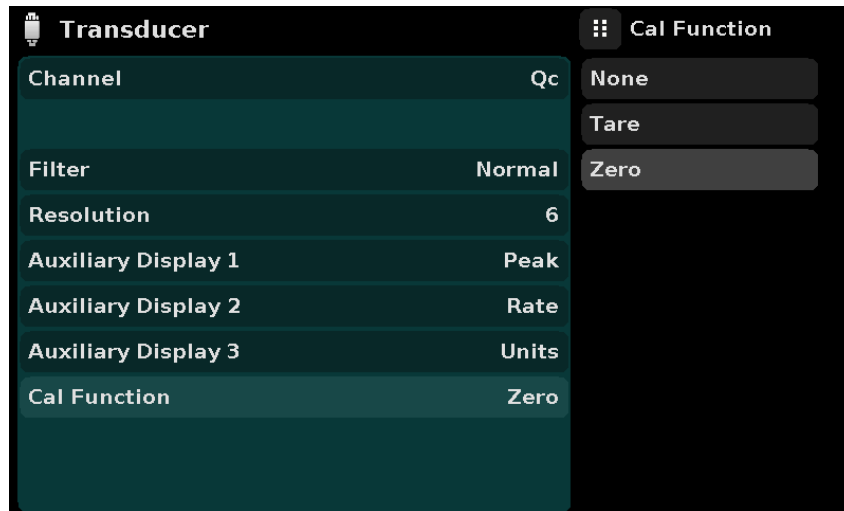 Transducer
Channel Qc
Filter Normal
Resolution 6
Auxiliary Display 1 Peak
Auxiliary Display 2 Rate
Auxiliary Display 3 Units
Cal Function Zero
Cal Function
None
Tare
Zero